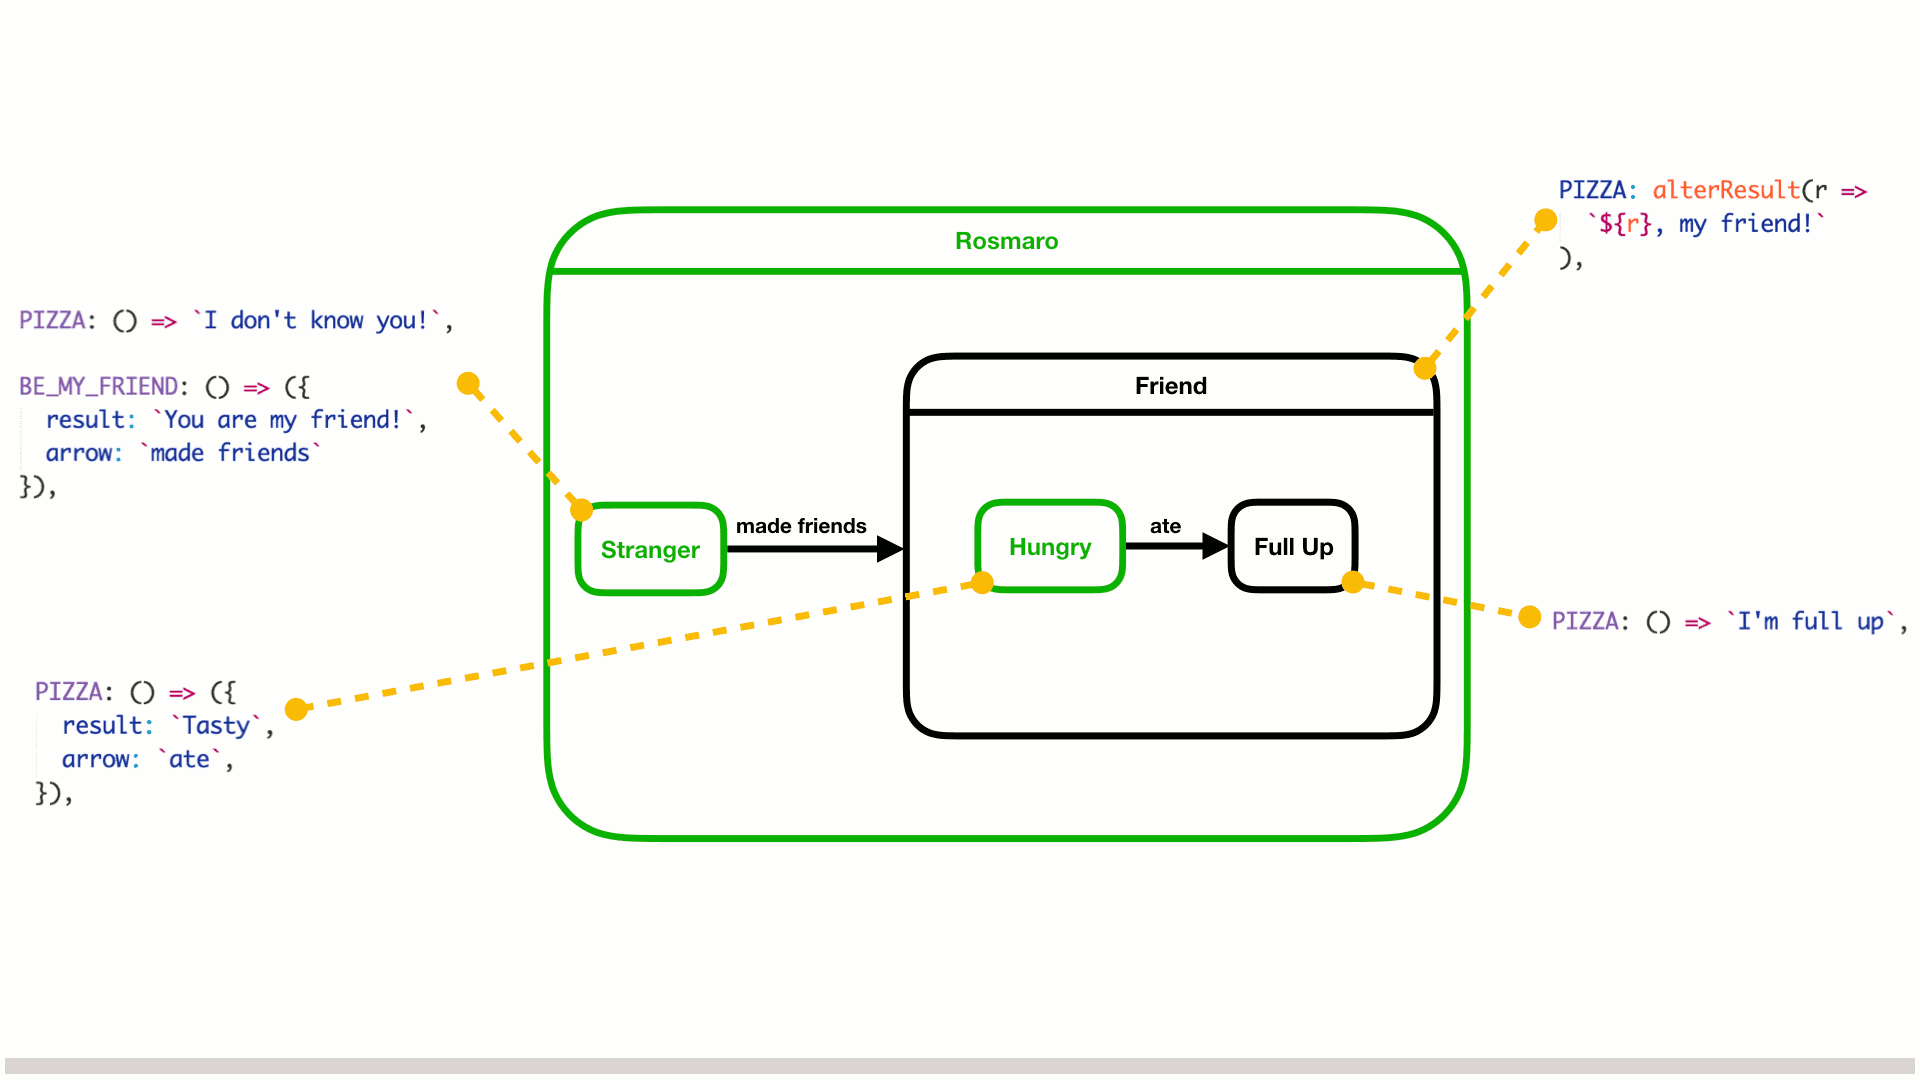 Rosmaro
PIZZA: alterResult(r =>
`${r}, my friend!`
),
PIZZA: () => `I don't know you!`,
BE_MY_FRIEND: () => ({
result: `You are my friend!`,
arrow: `made friends`
}),
Friend
Stranger
made friends
Hungry
ate
Full Up
PIZZA: () => `I'm full up`,
PIZZA: () => ({
result: `Tasty`,
arrow: `ate`,
}),